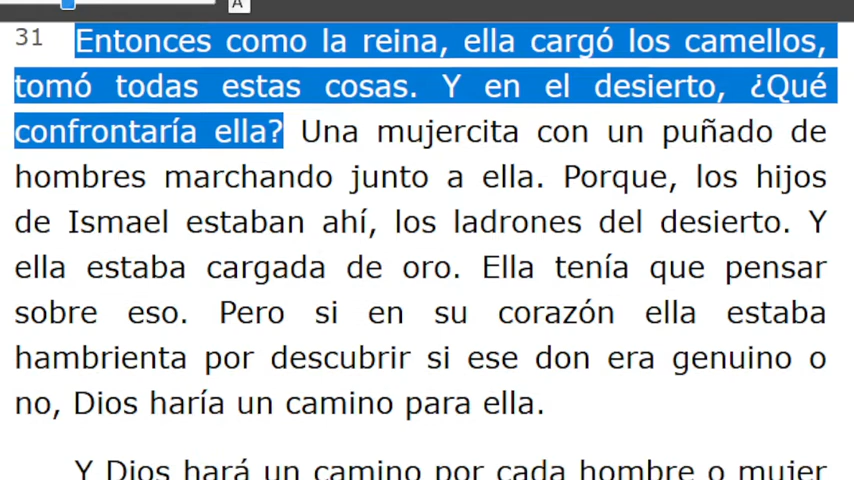 A
31 Entonces como la reina, ella cargó los camellos,
tomó todas estas cosas. Y en el desierto, ¿Qué
confrontaría ella? Una mujercita con un puñado de
hombres marchando junto a ella. Porque, los hijos
de Ismael estaban ahí, los ladrones del desierto. Y
ella estaba cargada de oro. Ella tenía que pensar
sobre eso. Pero si en su corazón ella estaba
hambrienta por descubrir si ese don era genuino o
no, Dios haría un camino para ella.
Y Dios hará un camino por cada hombre o mujer